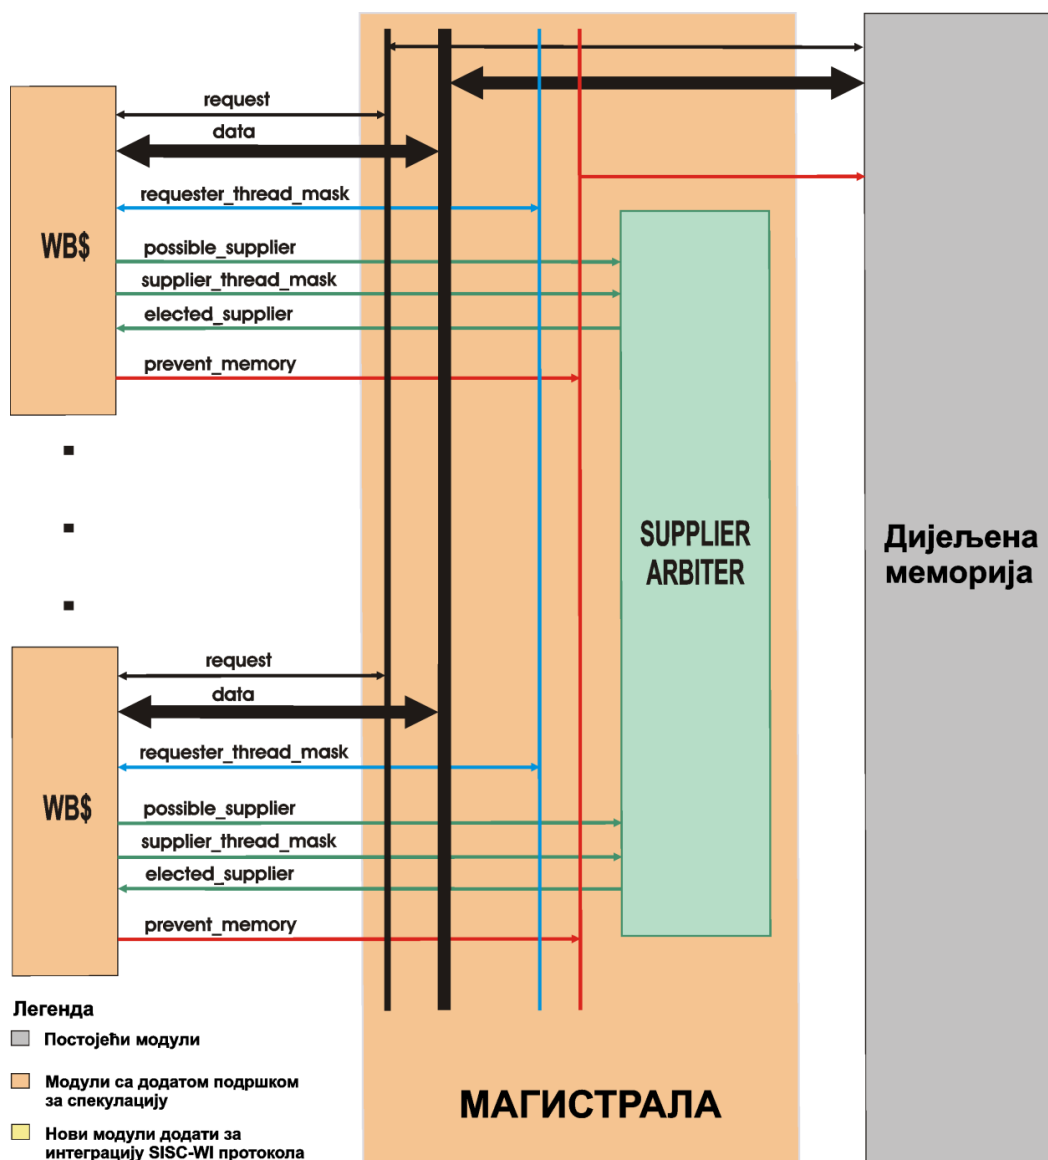 request
data
requester_thread_mask
WB$
possible_supplier
supplier_thread_mask
elected_supplier
prevent_memory
SUPPLIER
ARBITER
Дијељена
меморија
request
data
requester_thread_mask
WB$
possible_supplier
supplier_thread_mask
elected_supplier
prevent_memory
Легенда
Постојећи модули
Модули са додатом подршком
за спекулацију
Нови модули додати за
интеграцију SISC-WI протокола
МАГИСТРАЛА